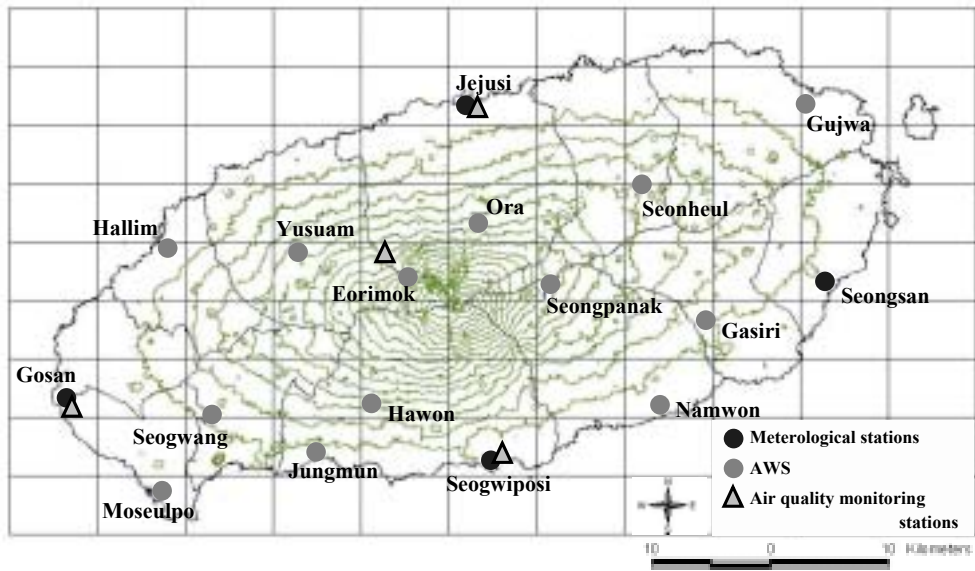 Jejusi
Gujwa
Seonheul
Ora
Hallim
Yusuam
Eorimok
Seongpanak
Seongsan
Gasiri
Gosan
Hawon
Namwon
Seogwang
Jungmun
Seogwiposi
Moseulpo
Meterological stations
AWS
Air quality monitoring
stations
N
10 0 10 Kilometers